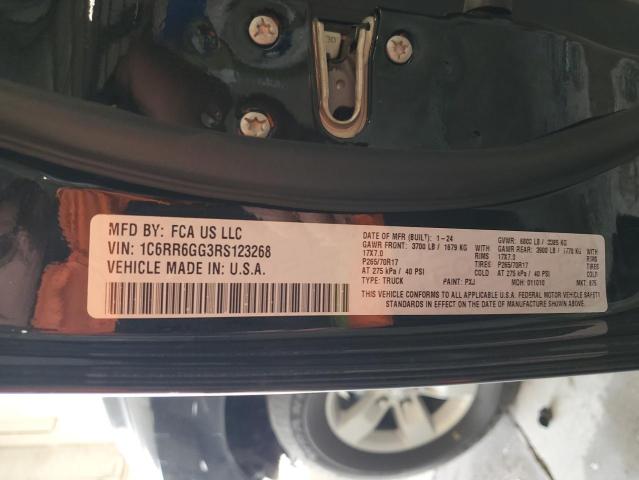 MFD BY: FCA US LLC
VIN: 1C6RR6GG3RS123268
VEHICLE MADE IN: U.S.A.
DATE OF MFR (BUILT): 1-24 GVWR: 6800 LB / 3085 KG
GAWR FRONT: 3700 LB / 1679 KG GAWR REAR: 3900 LB / 1770 KG
17X7.0 RIMS 17X7.0
P265/70R17 TIRES: P265/70R17
AT 275 kPa / 40 PSI COLD AT 275 kPa / 40 PSI COLD
TYPE: TRUCK PAINT: PXJ MDH: 011010 MKT: 875
THIS VEHICLE CONFORMS TO ALL APPLICABLE U.S.A. FEDERAL MOTOR VEHICLE SAFETY
STANDARDS IN EFFECT ON THE DATE OF MANUFACTURE SHOWN ABOVE.